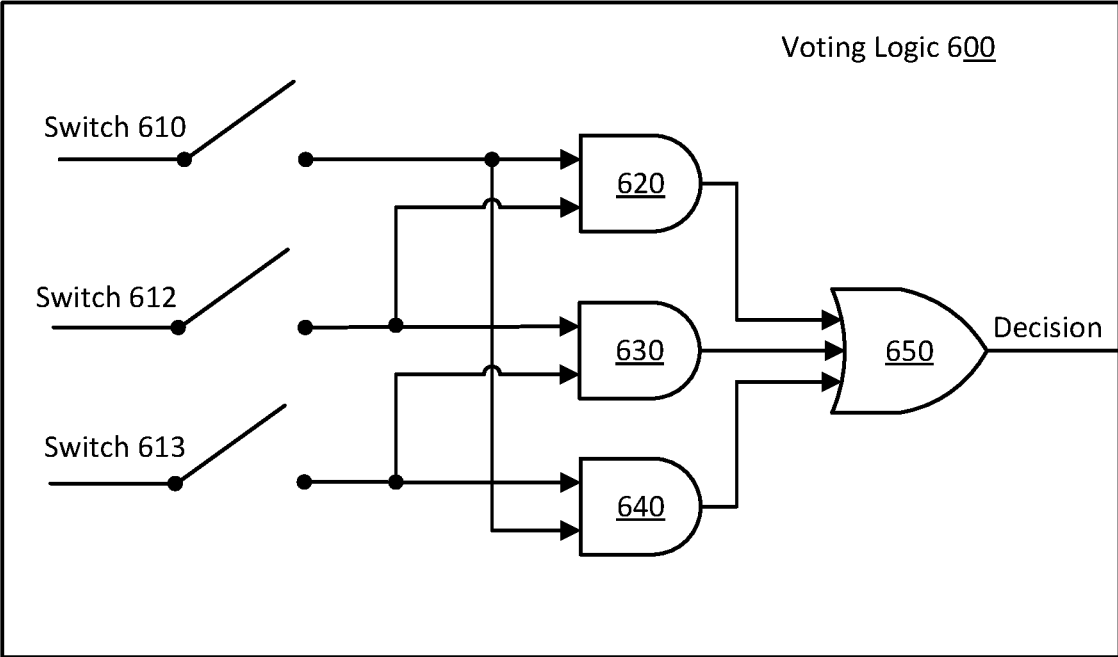 Voting Logic 600
Switch 610
620
Switch 612
Decision
630
650
Switch 613
640